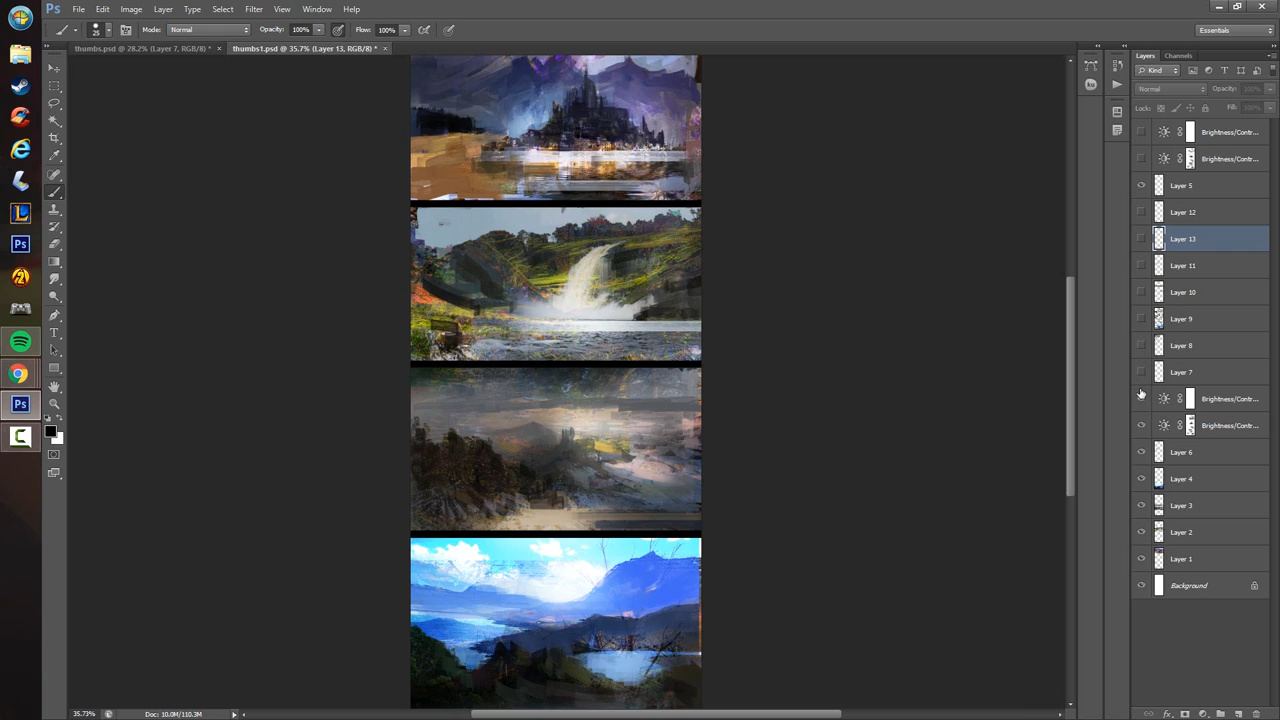 Ps File Edit Image Layer Type Select Filter View Window Help
25 Mode: Normal Opacity: 100% Flow: 100% Essentials
thumbs.psd @ 28.2% (Layer 7, RGB/8) * × thumbs1.psd @ 35.7% (Layer 13, RGB/8) * ×
Layers Channels
Kind
Normal Opacity: 100%
Lock: Fill: 100%
Brightness/Contr...
Brightness/Contr...
Layer 5
Layer 12
Layer 13
Layer 11
Layer 10
Layer 9
Layer 8
Layer 7
Brightness/Contr...
Brightness/Contr...
Layer 6
Layer 4
Layer 3
Layer 2
Layer 1
Background
35.73% Doc: 10.0M/110.3M